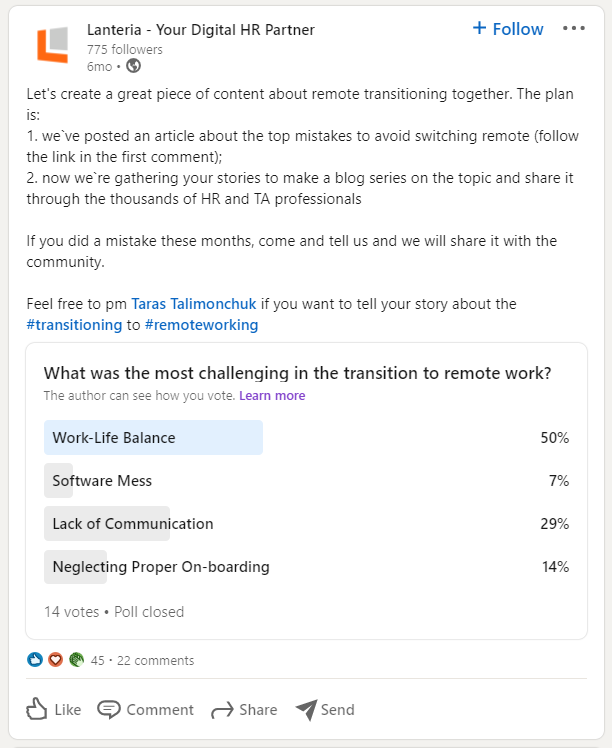 Lanteria - Your Digital HR Partner
+ Follow
775 followers
6mo •
Let's create a great piece of content about remote transitioning together. The plan
is:
1. we`ve posted an article about the top mistakes to avoid switching remote (follow
the link in the first comment);
2. now we`re gathering your stories to make a blog series on the topic and share it
through the thousands of HR and TA professionals
If you did a mistake these months, come and tell us and we will share it with the
community.
Feel free to pm Taras Talimonchuk if you want to tell your story about the
#transitioning to #remoteworking
What was the most challenging in the transition to remote work?
The author can see how you vote. Learn more
Work-Life Balance 50%
Software Mess 7%
Lack of Communication 29%
Neglecting Proper On-boarding 14%
14 votes • Poll closed
45 · 22 comments
Like Comment Share Send